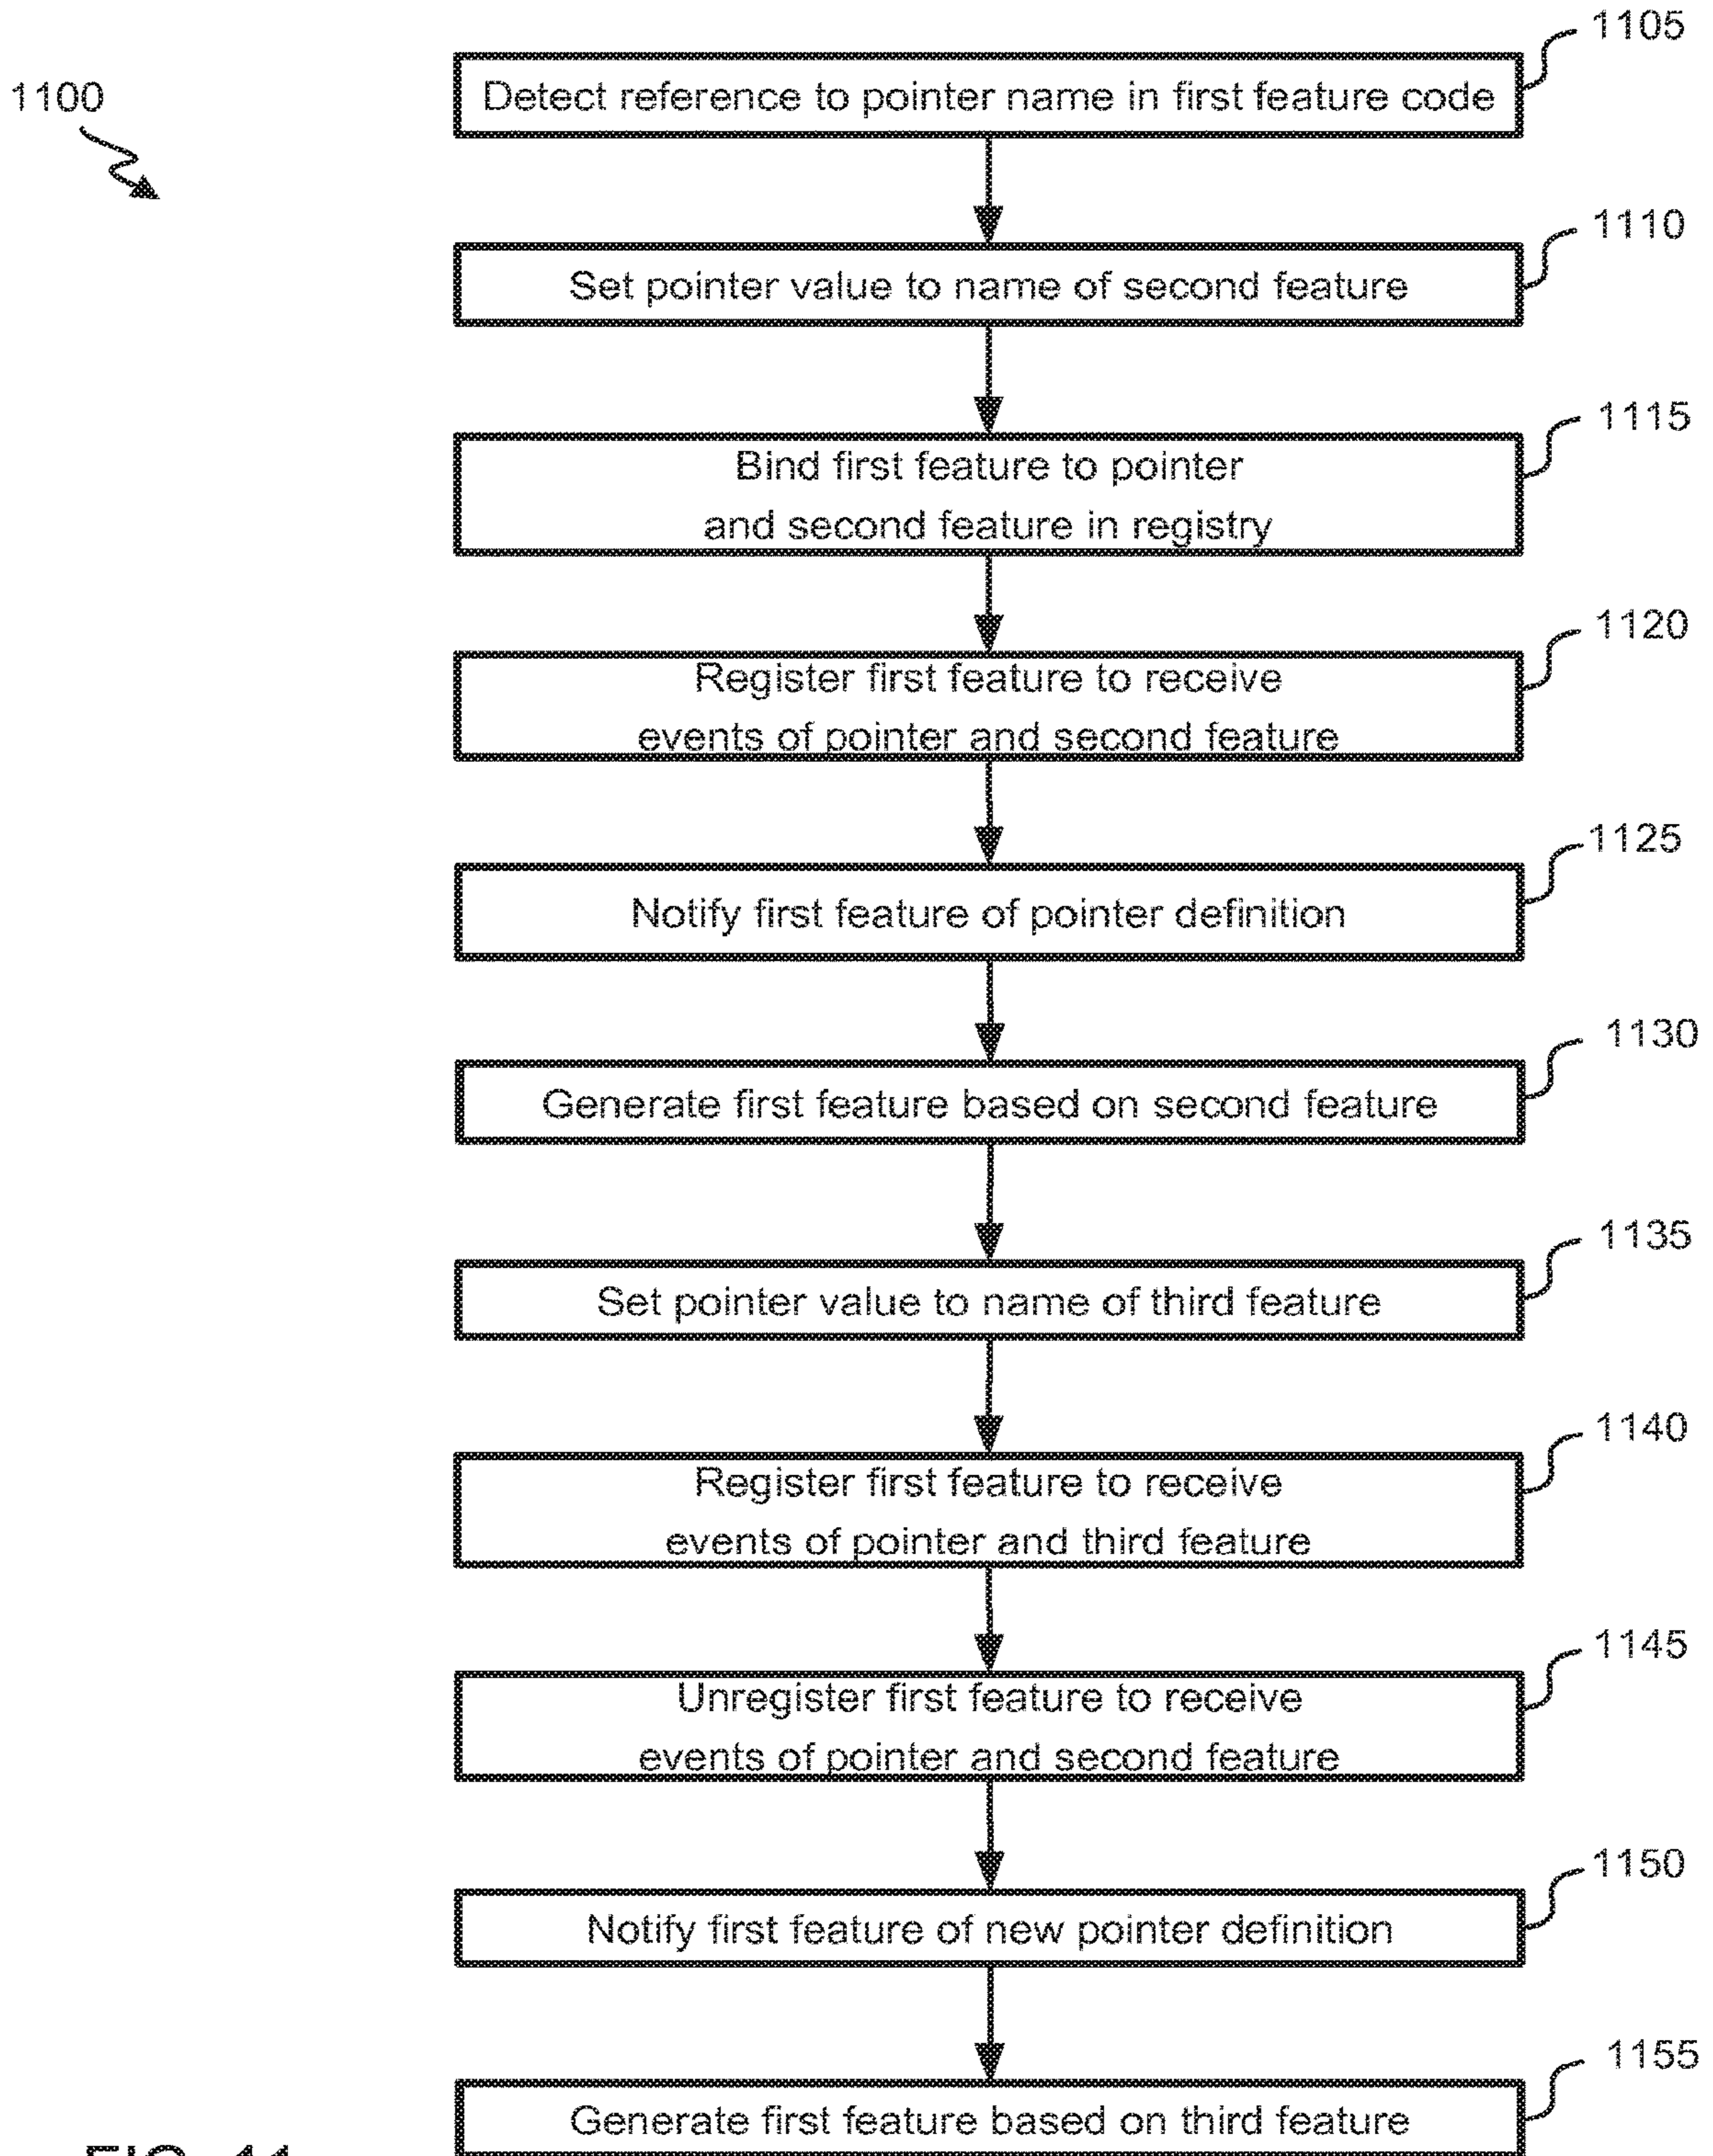 1105
1100
Detect reference to pointer name in first feature code
1110
Set pointer value to name of second feature
1115
Bind first feature to pointer
and second feature in registry
1120
Register first feature to receive
events of pointer and second feature
1125
Notify first feature of pointer definition
1130
Generate first feature based on second feature
1135
Set pointer value to name of third feature
1140
Register first feature to receive
events of pointer and third feature
1145
Unregister first feature to receive
events of pointer and second feature
1150
Notify first feature of new pointer definition
1155
Generate first feature based on third feature
FIG. 11